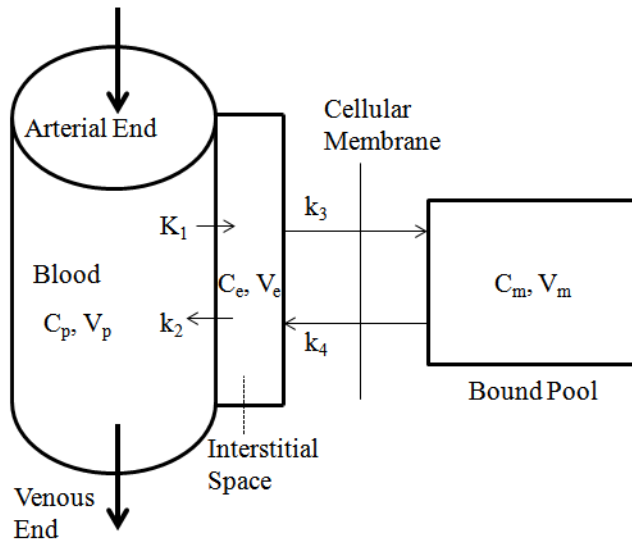 Arterial End
Cellular
Membrane
K₁
k₃
Blood
Cₚ, Vₚ
k₂
Cₑ, Vₑ
k₄
Cₘ, Vₘ
Bound Pool
Interstitial
Space
Venous
End